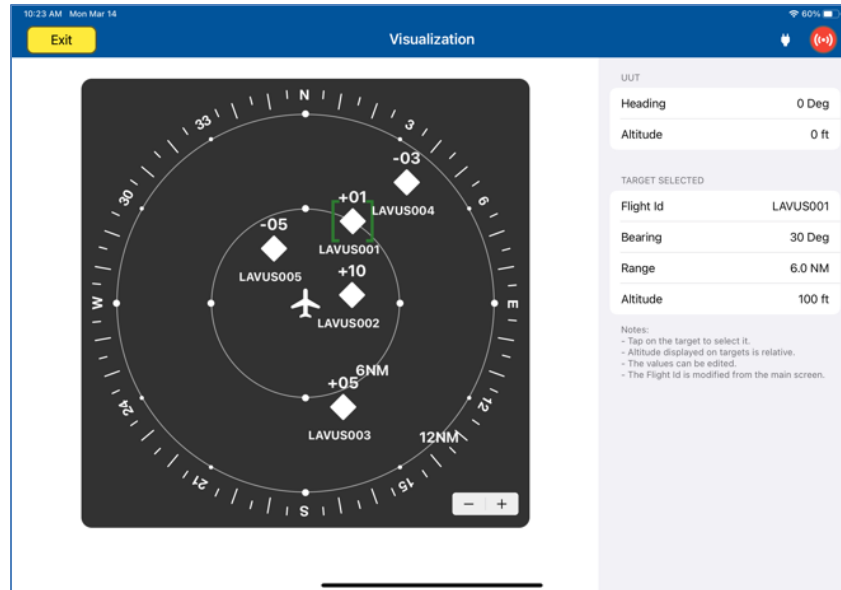 10:23 AM Mon Mar 14
60%
Exit
Visualization
N
3
6
E
12
15
S
21
24
W
30
33
-03
LAVUS004
+01
LAVUS001
-05
LAVUS005
+10
LAVUS002
6NM
+05
LAVUS003
12NM
- +
UUT
Heading 0 Deg
Altitude 0 ft
TARGET SELECTED
Flight Id LAVUS001
Bearing 30 Deg
Range 6.0 NM
Altitude 100 ft
Notes:
- Tap on the target to select it.
- Altitude displayed on targets is relative.
- The values can be edited.
- The Flight Id is modified from the main screen.